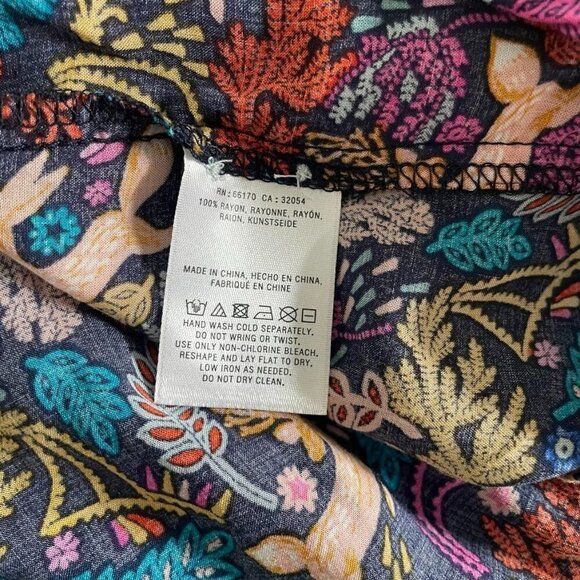 RN : 66170 CA : 32054
100% RAYON, RAYONNE, RAYÓN,
RAION, KUNSTSEIDE
MADE IN CHINA, HECHO EN CHINA,
FABRIQUÉ EN CHINE
HAND WASH COLD SEPARATELY.
DO NOT WRING OR TWIST.
USE ONLY NON-CHLORINE BLEACH.
RESHAPE AND LAY FLAT TO DRY.
LOW IRON AS NEEDED.
DO NOT DRY CLEAN.